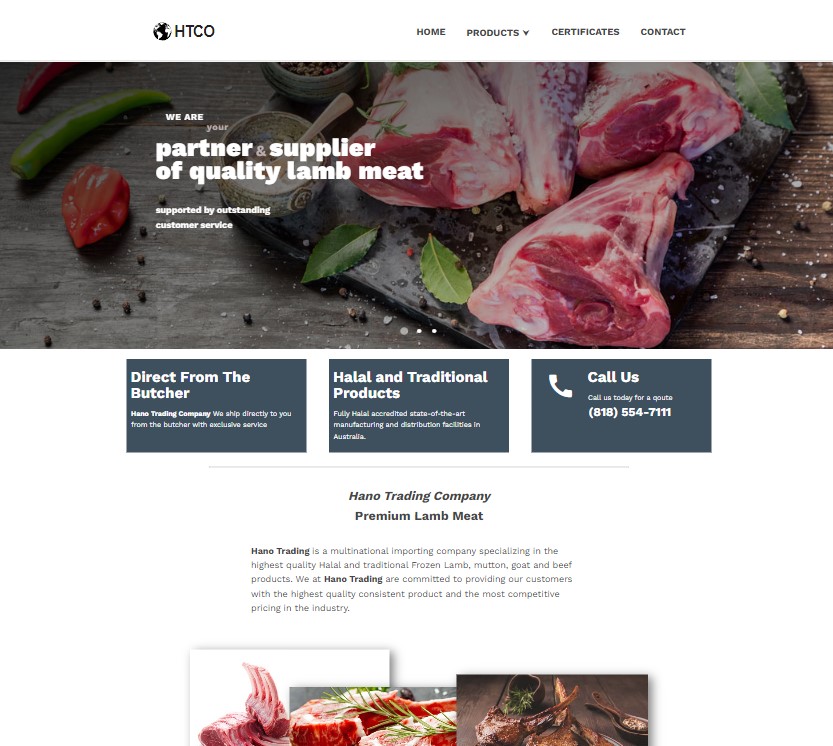 HTCO
HOME PRODUCTS CERTIFICATES CONTACT
WE ARE
your
partner & supplier
of quality lamb meat
supported by outstanding
customer service
Direct From The
Butcher
Hano Trading Company We ship directly to you
from the butcher with exclusive service
Halal and Traditional
Products
Fully Halal accredited state-of-the-art
manufacturing and distribution facilities in
Australia.
Call Us
Call us today for a qoute
(818) 554-7111
Hano Trading Company
Premium Lamb Meat
Hano Trading is a multinational importing company specializing in the
highest quality Halal and traditional Frozen Lamb, mutton, goat and beef
products. We at Hano Trading are committed to providing our customers
with the highest quality consistent product and the most competitive
pricing in the industry.